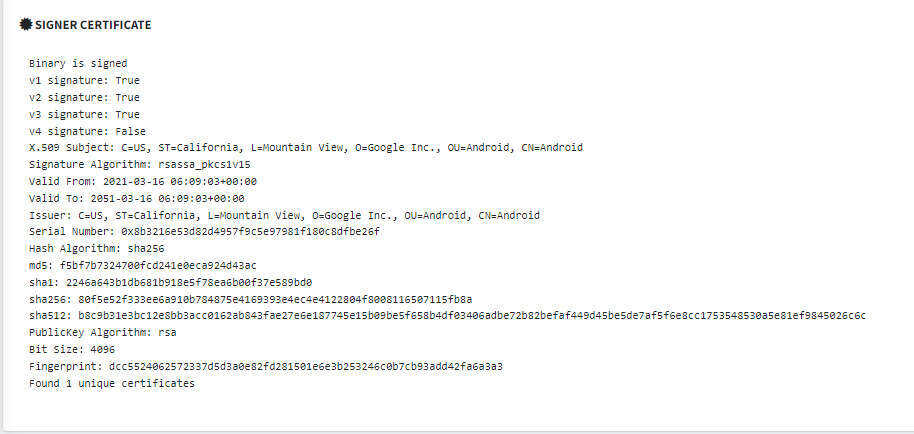 SIGNER CERTIFICATE
Binary is signed
v1 signature: True
v2 signature: True
v3 signature: True
v4 signature: False
X.509 Subject: C=US, ST=California, L=Mountain View, O=Google Inc., OU=Android, CN=Android
Signature Algorithm: rsassa_pkcs1v15
Valid From: 2021-03-16 06:09:03+00:00
Valid To: 2051-03-16 06:09:03+00:00
Issuer: C=US, ST=California, L=Mountain View, O=Google Inc., OU=Android, CN=Android
Serial Number: 0x8b3216e53d82d4957f9c5e97981f180c8dfbe26f
Hash Algorithm: sha256
md5: f5bf7b7324700fcd241e0eca924d43ac
sha1: 2246a643b1db681b918e5f78ea6b00f37e589bd0
sha256: 80f5e52f333ee6a910b784875e4169393e4ec4e4122804f8008116507115fb8a
sha512: b8c9b31e3bc12e8bb3acc0162ab843fae27e6e187745e15b09be5f658b4df03406adbe72b82befaf449d45be5de7af5f6e8cc1753548530a5e81ef9845026c6c
PublicKey Algorithm: rsa
Bit Size: 4096
Fingerprint: dcc5524062572337d5d3a0e82fd281501e6e3b253246c0b7cb93add42fa6a3a3
Found 1 unique certificates